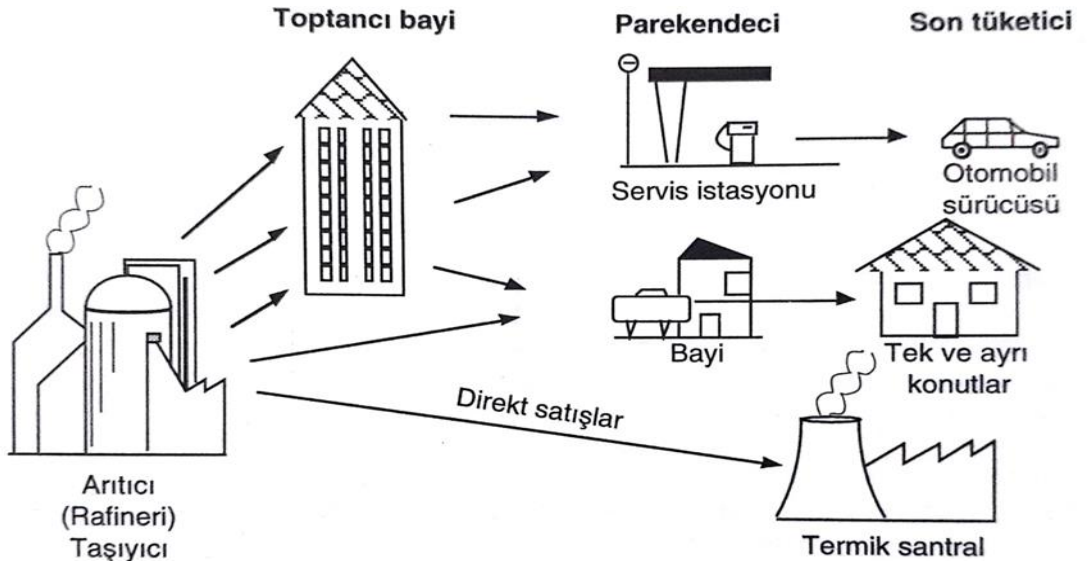 Toptancı bayi
Parekendeci
Son tüketici
Servis istasyonu
Otomobil
sürücüsü
Bayi
Tek ve ayrı
konutlar
Direkt satışlar
Arıtıcı
(Rafineri)
Taşıyıcı
Termik santral